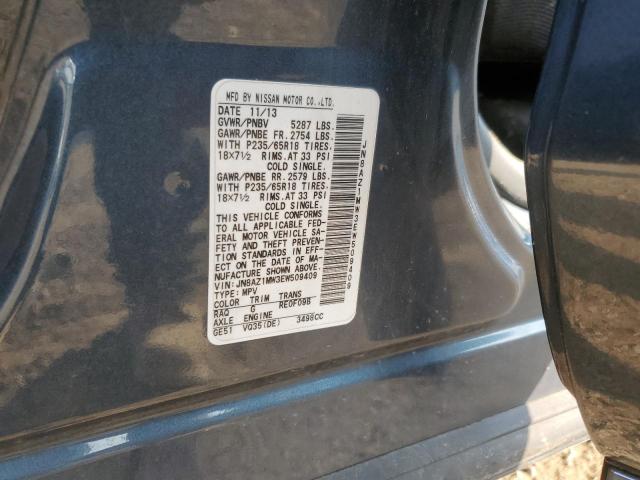 MFD BY NISSAN MOTOR CO.,LTD.
DATE 11/13
GVWR/PNBV 5287 LBS.
GAWR/PNBE FR. 2754 LBS.
WITH P235/65R18 TIRES.
18X7½ RIMS. AT 33 PSI
COLD SINGLE.
GAWR/PNBE RR. 2579 LBS.
WITH P235/65R18 TIRES.
18X7½ RIMS. AT 33 PSI
COLD SINGLE.
THIS VEHICLE CONFORMS
TO ALL APPLICABLE FED-
ERAL MOTOR VEHICLE SA-
FETY AND THEFT PREVEN-
TION STANDARDS IN EFF-
ECT ON THE DATE OF MA-
NUFACTURE SHOWN ABOVE.
VIN: JN8AZ1MW3EW509409
TYPE: MPV
COLOR TRIM TRANS
RAQ G RE0F09B
AXLE ENGINE
GE51 VQ35(DE) 3498CC
JN8AZ1MW3EW509409